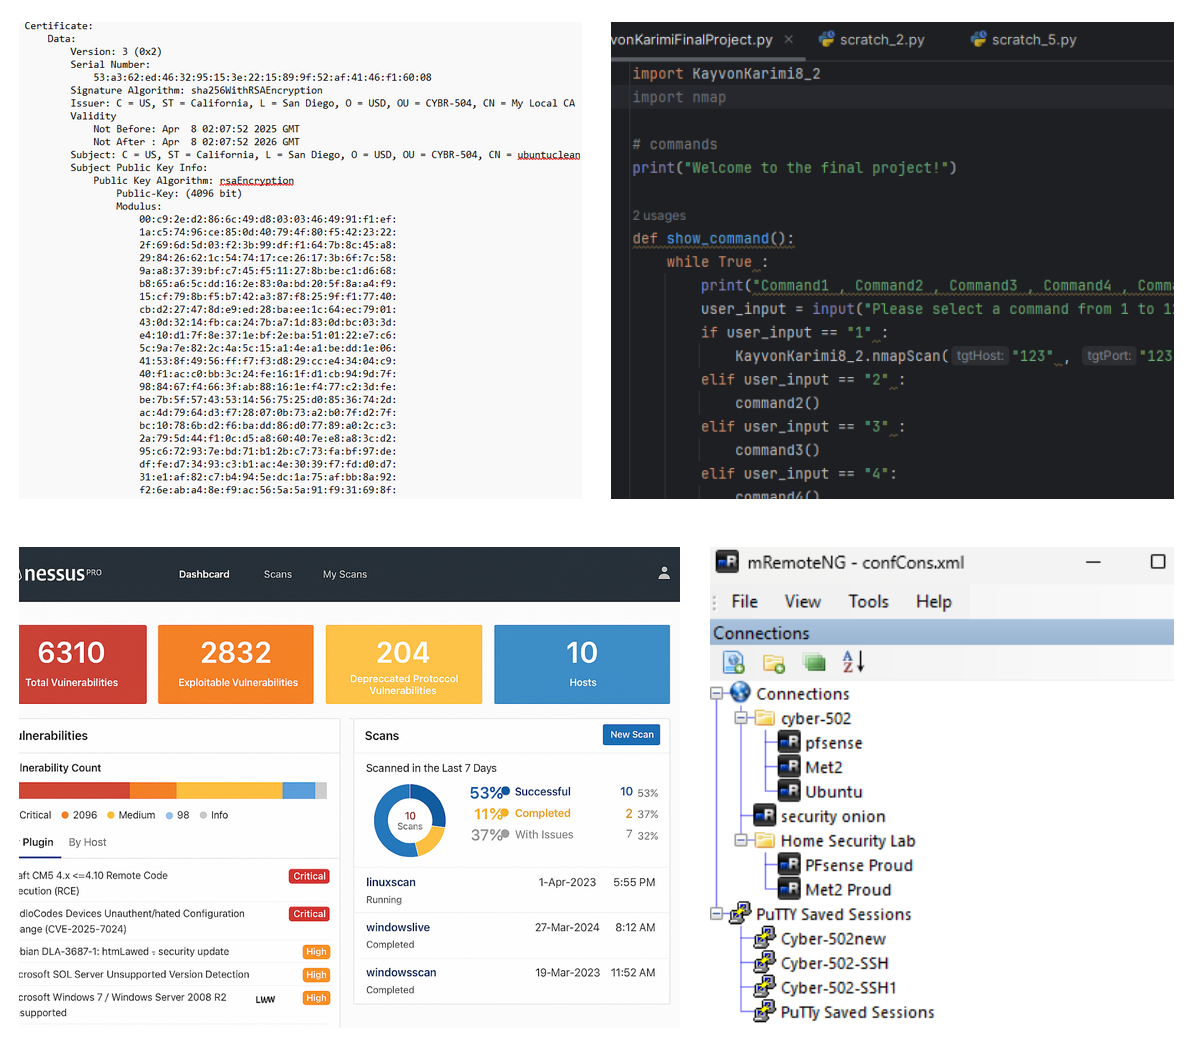 Certificate:
Data:
Version: 3 (0x2)
Serial Number:
53:a3:62:ed:46:32:95:15:3e:22:15:89:9f:52:af:41:46:f1:60:08
Signature Algorithm: sha256WithRSAEncryption
Issuer: C = US, ST = California, L = San Diego, O = USD, OU = CYBR-504, CN = My Local CA
Validity
Not Before: Apr  8 02:07:52 2025 GMT
Not After : Apr  8 02:07:52 2026 GMT
Subject: C = US, ST = California, L = San Diego, O = USD, OU = CYBR-504, CN = ubuntuclean
Subject Public Key Info:
Public Key Algorithm: rsaEncryption
Public-Key: (4096 bit)
Modulus:
00:c9:2e:d2:86:6c:49:d8:03:03:46:49:91:f1:ef:
1a:c5:74:96:ce:85:0d:40:79:4f:80:f5:42:23:22:
2f:69:6d:5d:03:f2:3b:99:df:f1:64:7b:8c:45:a8:
29:84:26:62:1c:54:74:17:ce:26:17:3b:6f:7c:58:
9a:a8:37:39:bf:c7:45:f5:11:27:8b:be:c1:d6:68:
b8:65:a6:5c:dd:16:2e:83:0a:bd:20:5f:8a:a4:f9:
15:cf:79:8b:f5:b7:42:a3:87:f8:25:9f:f1:77:40:
cb:d2:27:47:8d:e9:ed:28:ba:ee:1c:64:ec:79:01:
43:0d:32:14:fb:ca:24:7b:a7:1d:83:0d:bc:03:3d:
e4:10:d1:7f:8e:37:1e:bf:2e:ba:51:01:22:e7:c6:
5c:9a:7e:82:2c:4a:5c:15:a1:4e:a1:be:dd:1e:06:
41:53:8f:49:56:ff:f7:f3:d8:29:cc:e4:34:04:c9:
40:f1:ac:c0:bb:3c:24:fe:16:1f:d1:cb:94:9d:7f:
98:84:67:f4:66:3f:ab:88:16:1e:f4:77:c2:3d:fe:
be:7b:5f:57:43:53:14:56:75:25:d0:85:36:74:2d:
ac:4d:79:64:d3:f7:28:07:0b:73:a2:b0:7f:d2:7f:
bc:10:78:6b:d2:f6:ba:dd:86:d0:77:89:a0:2c:c3:
2a:79:5d:44:f1:0c:d5:a8:60:40:7e:e8:a8:3c:d2:
95:c6:72:93:7e:bd:71:b1:2b:c7:73:fa:bf:97:de:
df:fe:d7:34:93:c3:b1:ac:4e:30:39:f7:fd:d0:d7:
31:e1:af:82:c7:b4:94:5e:dc:1a:75:af:bb:8a:92:
f2:6e:ab:a4:8e:f9:ac:56:5a:5a:91:f9:31:69:8f:
vonKarimiFinalProject.py × scratch_2.py scratch_5.py
import KayvonKarimi8_2
import nmap
# commands
print("Welcome to the final project!")
2 usages
def show_command():
while True :
print("Command1 , Command2 , Command3 , Command4 , Comm
user_input = input("Please select a command from 1 to 1
if user_input == "1" :
KayvonKarimi8_2.nmapScan( tgtHost: "123" , tgtPort: "123
elif user_input == "2" :
command2()
elif user_input == "3" :
command3()
elif user_input == "4":
command4()
nessus PRO Dashbard Scans My Scans
6310
Total Vuinerabilities
2832
Exploitable Vulnerabilities
204
Depreccated Protoccol
Vulnerabilities
10
Hosts
ulnerabilities
lnerability Count
Critical 2096 Medium 98 Info
Plugin By Host
aft CM5 4.x <=4.10 Remote Code Critical
ecution (RCE)
dloCodes Devices Unauthent/hated Configuration Critical
ange (CVE-2025-7024)
bian DLA-3687-1: htmLawed - security update High
crosoft SOL Server Unsupported Version Detection High
crosoft Windows 7 / Windows Server 2008 R2 LWW High
supported
Scans New Scan
Scanned in the Last 7 Days
10
Scans
53% Successful 10 53%
11% Completed 2 37%
37% With Issues 7 32%
linuxscan 1-Apr-2023 5:55 PM
Running
windowslive 27-Mar-2024 8:12 AM
Completed
windowsscan 19-Mar-2023 11:52 AM
Completed
mRemoteNG - confCons.xml
File View Tools Help
Connections
Connections
cyber-502
pfsense
Met2
Ubuntu
security onion
Home Security Lab
PFsense Proud
Met2 Proud
PuTTY Saved Sessions
Cyber-502new
Cyber-502-SSH
Cyber-502-SSH1
PuTTy Saved Sessions